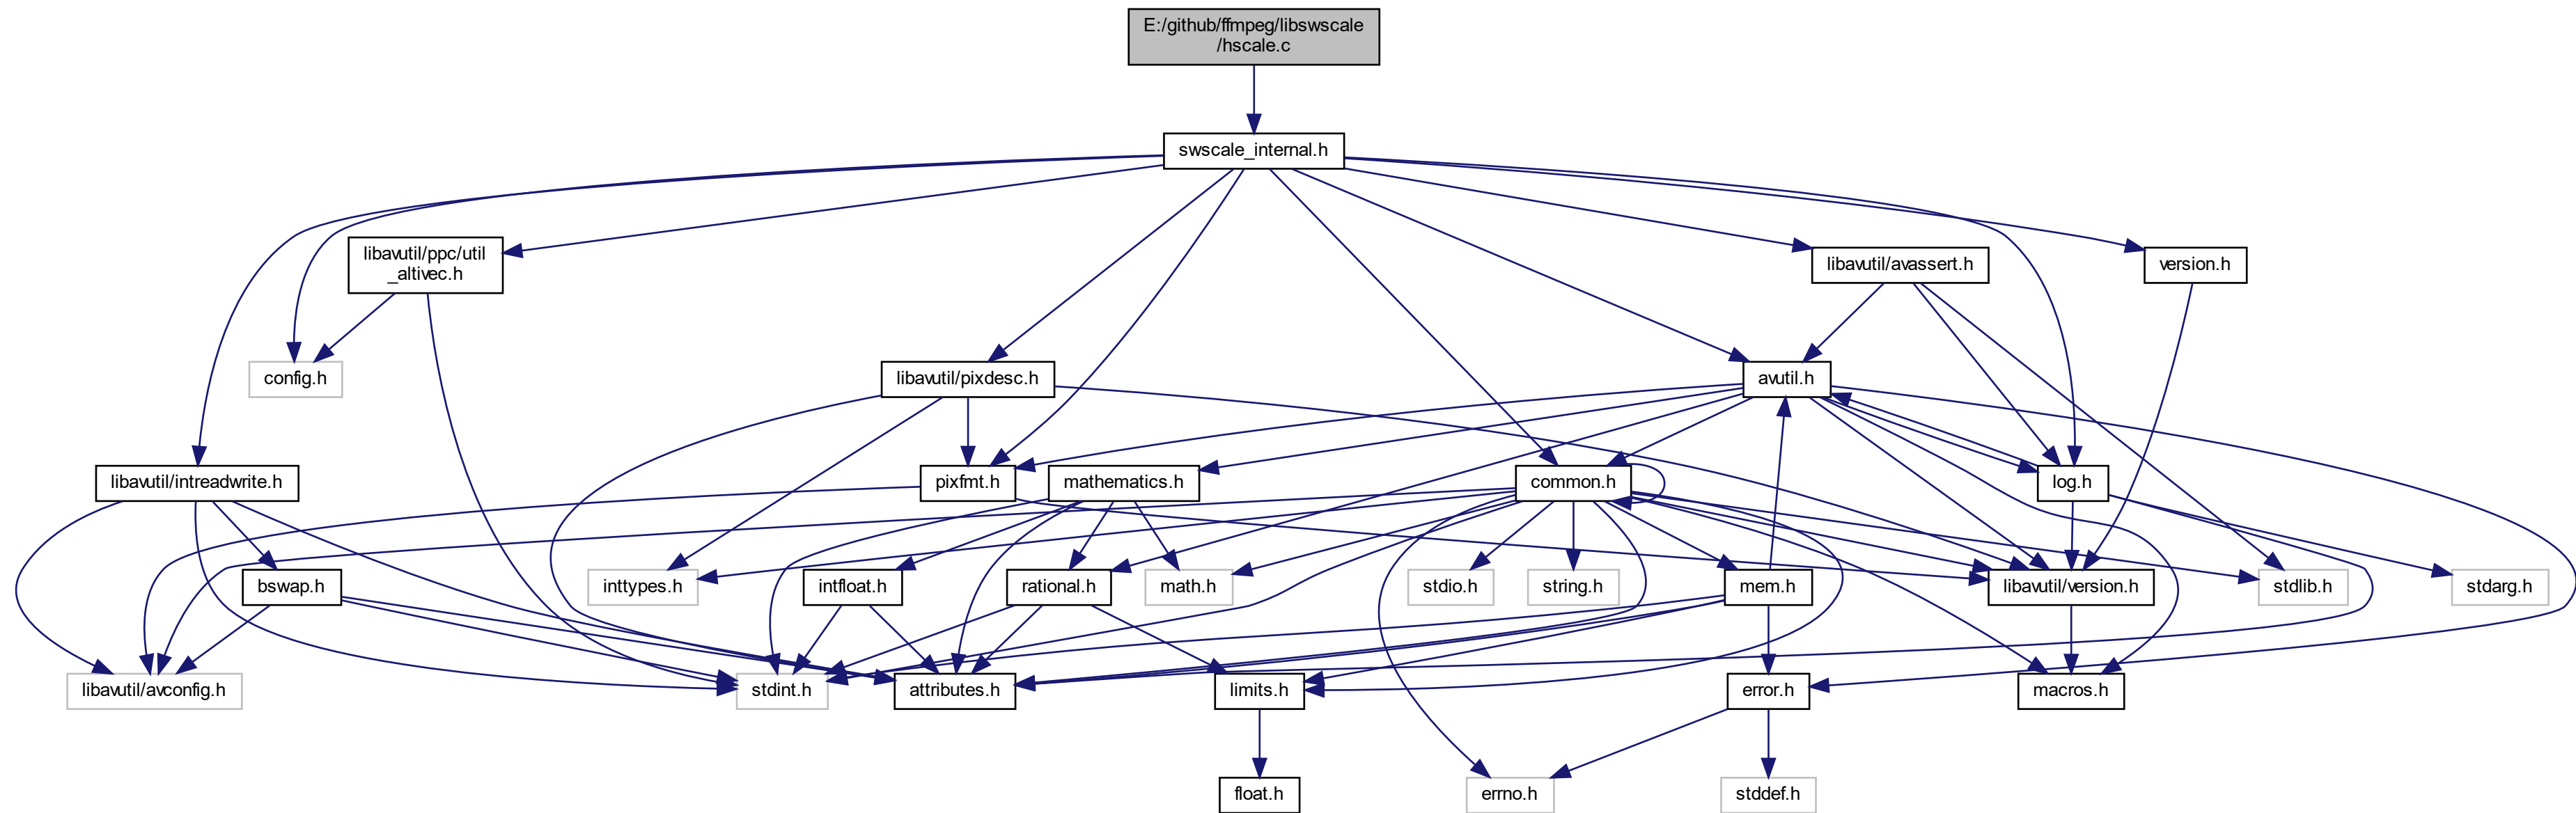 E:/github/ffmpeg/libswscale
/hscale.c
swscale_internal.h
libavutil/ppc/util
_altivec.h
libavutil/avassert.h
version.h
config.h
libavutil/pixdesc.h
avutil.h
libavutil/intreadwrite.h
pixfmt.h
mathematics.h
common.h
log.h
bswap.h
inttypes.h
intfloat.h
rational.h
math.h
stdio.h
string.h
mem.h
libavutil/version.h
stdlib.h
stdarg.h
libavutil/avconfig.h
stdint.h
attributes.h
limits.h
error.h
macros.h
float.h
errno.h
stddef.h